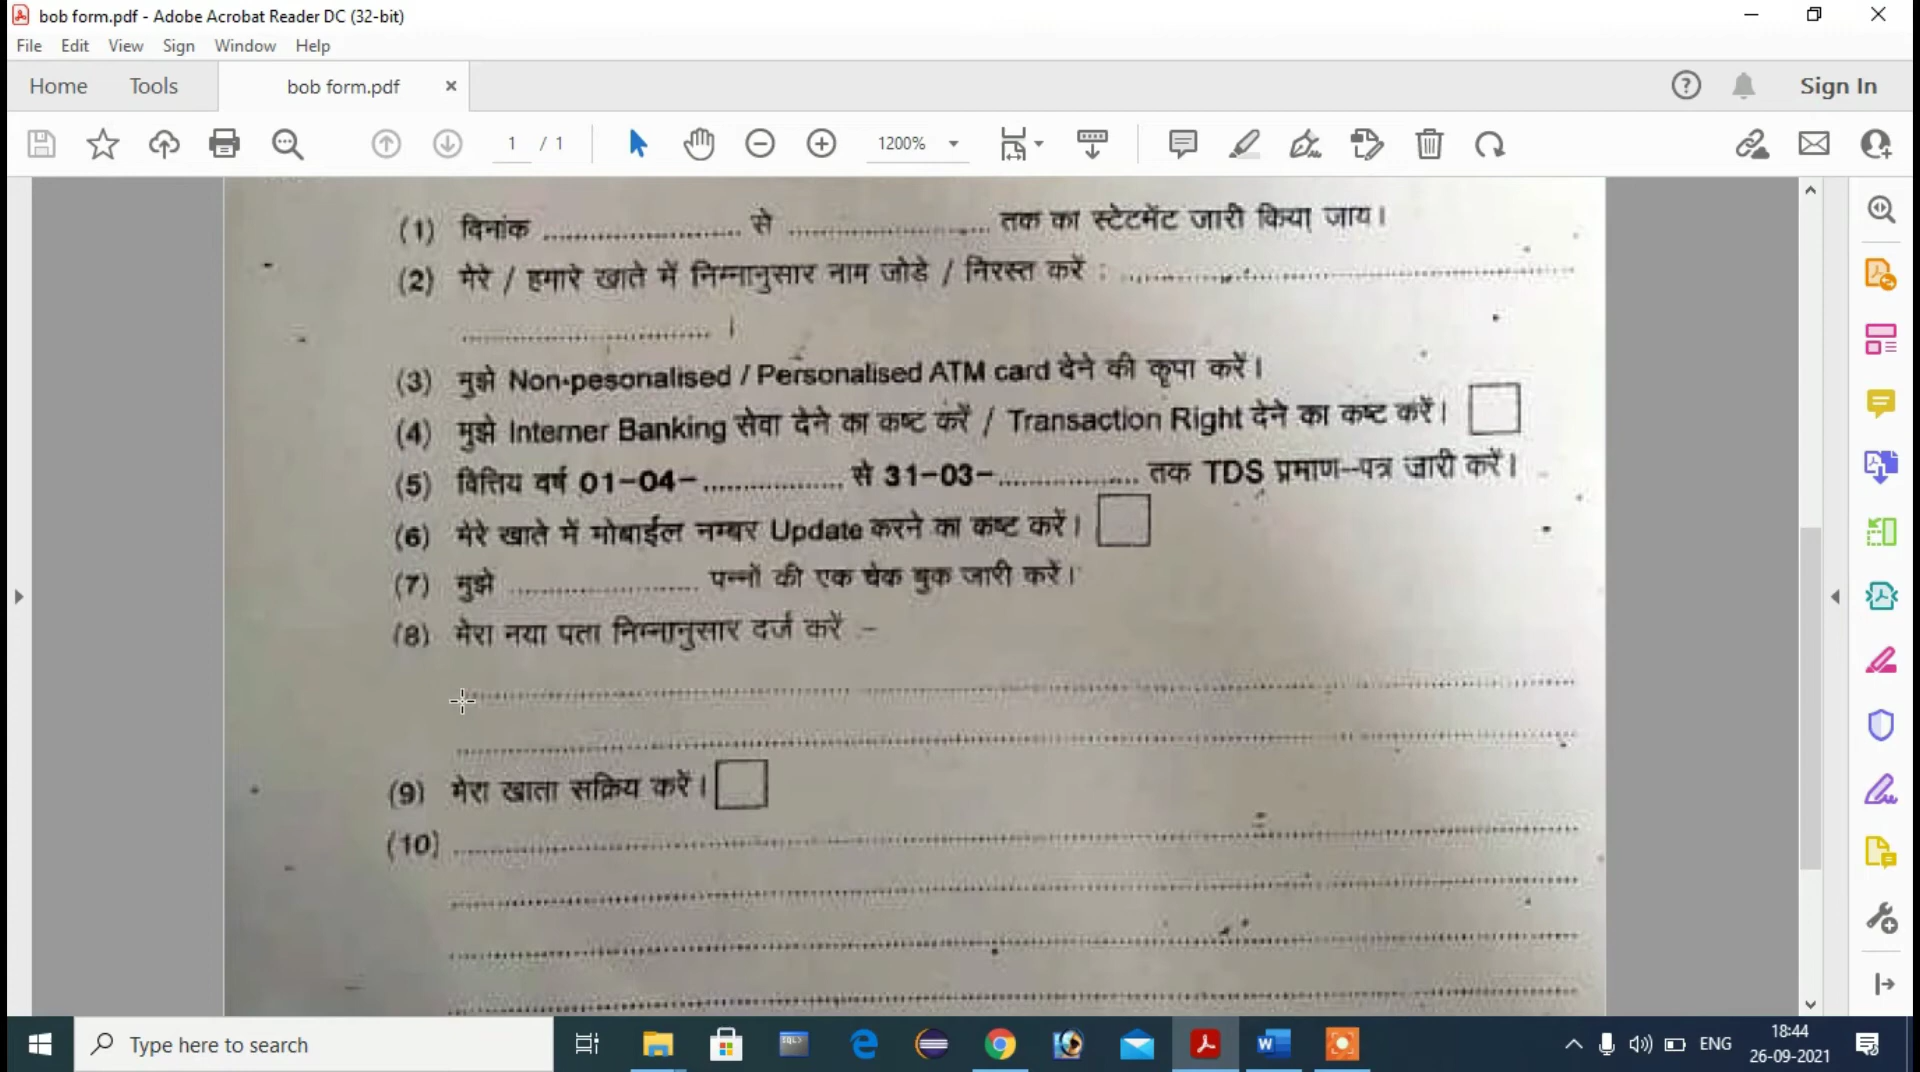 bob form.pdf - Adobe Acrobat Reader DC (32-bit)
File Edit View Sign Window Help
Home Tools bob form.pdf × Sign In
1 / 1 1200%
(1) दिनांक .......................... से .......................... तक का स्टेटमेंट जारी किया जाय।
(2) मेरे / हमारे खाते में निम्नानुसार नाम जोडे / निरस्त करें : ............................................................
.................................. ।
(3) मुझे Non-pesonalised / Personalised ATM card देने की कृपा करें।
(4) मुझे Interner Banking सेवा देने का कष्ट करें / Transaction Right देने का कष्ट करें।
(5) वित्तिय वर्ष 01-04-.................. से 31-03-.................. तक TDS प्रमाण--पत्र जारी करें।
(6) मेरे खाते में मोबाईल नम्बर Update करने का कष्ट करें।
(7) मुझे .......................... पन्नों की एक चेक बुक जारी करें।
(8) मेरा नया पता निम्नानुसार दर्ज करें :-
(9) मेरा खाता सक्रिय करें।
(10) ............................................................
Type here to search
SQL>
W
ENG
18:44
26-09-2021